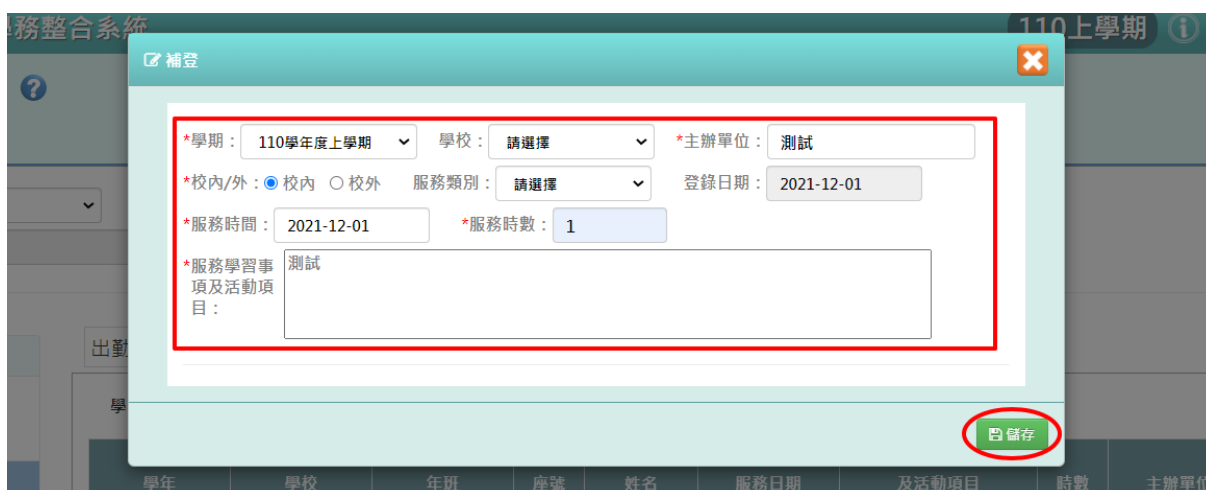 務整合系統 110上學期
補登
*學期： 110學年度上學期 學校： 請選擇 *主辦單位： 測試
*校內/外： 校內 校外 服務類別： 請選擇 登錄日期： 2021-12-01
*服務時間： 2021-12-01 *服務時數： 1
*服務學習事
項及活動項
目：
測試
出勤
學
儲存
學年 學校 年班 座號 姓名 服務日期 及活動項目 時數 主辦單位